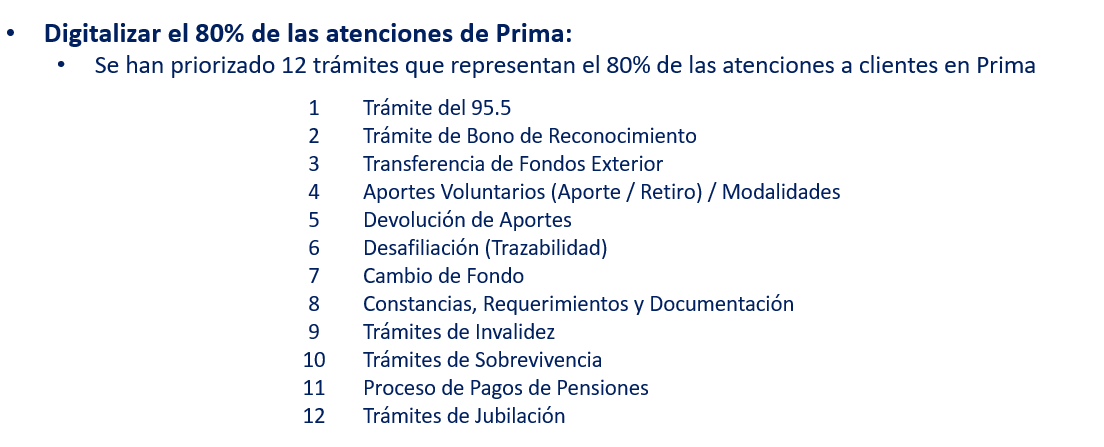 • Digitalizar el 80% de las atenciones de Prima:
• Se han priorizado 12 trámites que representan el 80% de las atenciones a clientes en Prima
1 Trámite del 95.5
2 Trámite de Bono de Reconocimiento
3 Transferencia de Fondos Exterior
4 Aportes Voluntarios (Aporte / Retiro) / Modalidades
5 Devolución de Aportes
6 Desafiliación (Trazabilidad)
7 Cambio de Fondo
8 Constancias, Requerimientos y Documentación
9 Trámites de Invalidez
10 Trámites de Sobrevivencia
11 Proceso de Pagos de Pensiones
12 Trámites de Jubilación